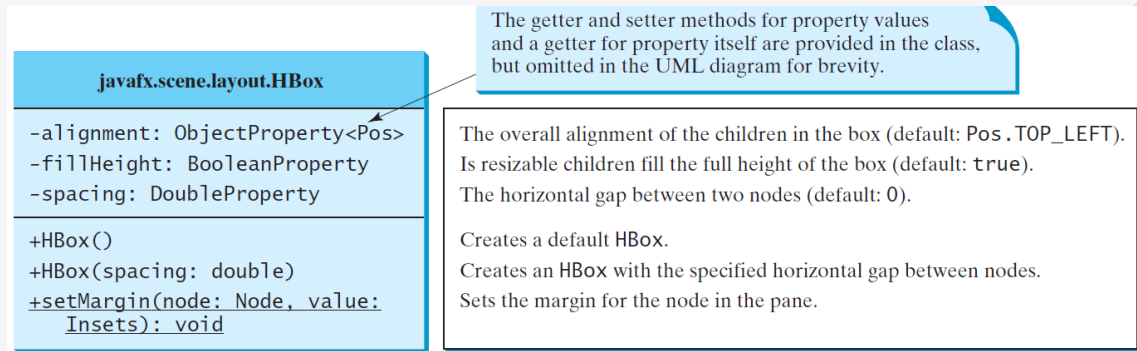 The getter and setter methods for property values
and a getter for property itself are provided in the class,
but omitted in the UML diagram for brevity.
javafx.scene.layout.HBox
-alignment: ObjectProperty<Pos>
-fillHeight: BooleanProperty
-spacing: DoubleProperty
The overall alignment of the children in the box (default: Pos.TOP_LEFT).
Is resizable children fill the full height of the box (default: true).
The horizontal gap between two nodes (default: 0).
+HBox()
+HBox(spacing: double)
+setMargin(node: Node, value:
Insets): void
Creates a default HBox.
Creates an HBox with the specified horizontal gap between nodes.
Sets the margin for the node in the pane.